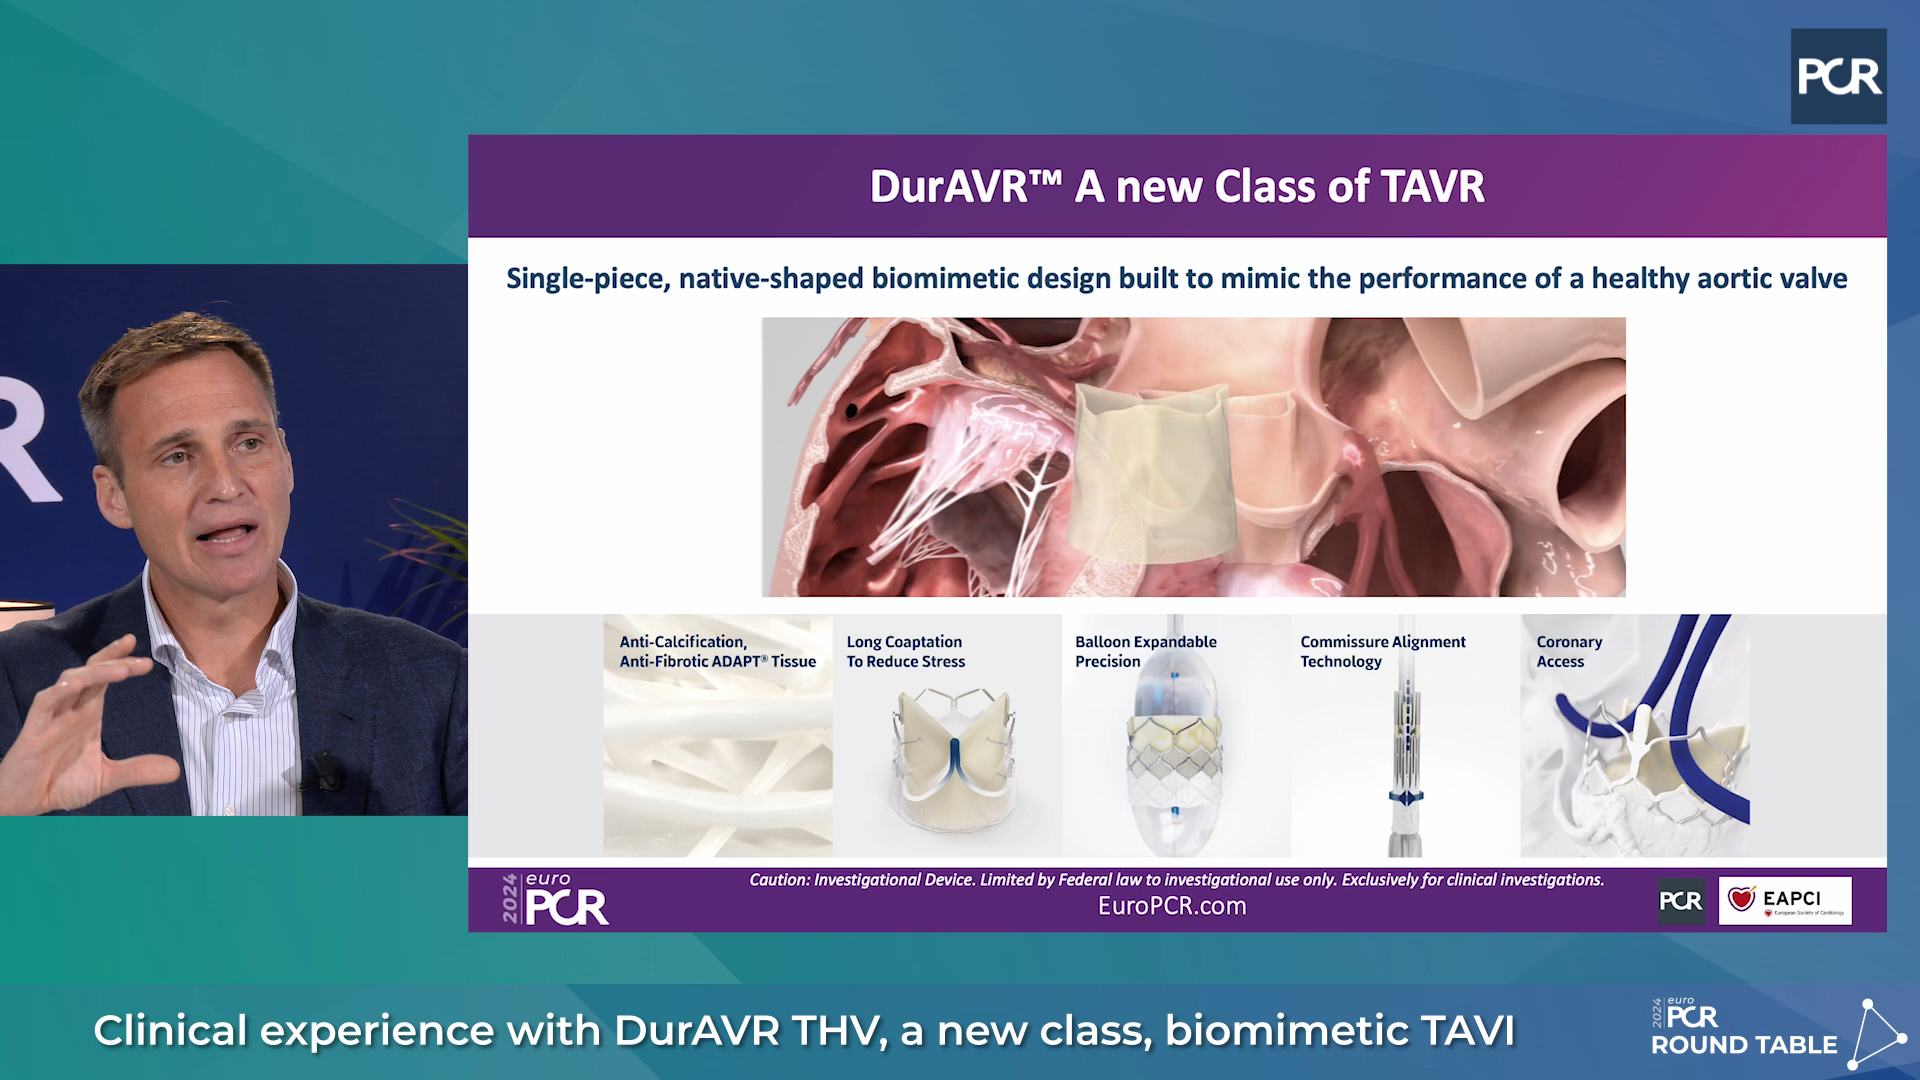 PCR
DurAVR™ A new Class of TAVR
Single-piece, native-shaped biomimetic design built to mimic the performance of a healthy aortic valve
R
Anti-Calcification,
Anti-Fibrotic ADAPT® Tissue
Long Coaptation
To Reduce Stress
Balloon Expandable
Precision
Commissure Alignment
Technology
Coronary
Access
2024 euro
PCR
Caution: Investigational Device. Limited by Federal law to investigational use only. Exclusively for clinical investigations.
EuroPCR.com
PCR
EAPCI
European Society of Cardiology
Clinical experience with DurAVR THV, a new class, biomimetic TAVI
2024 euro
PCR
ROUND TABLE